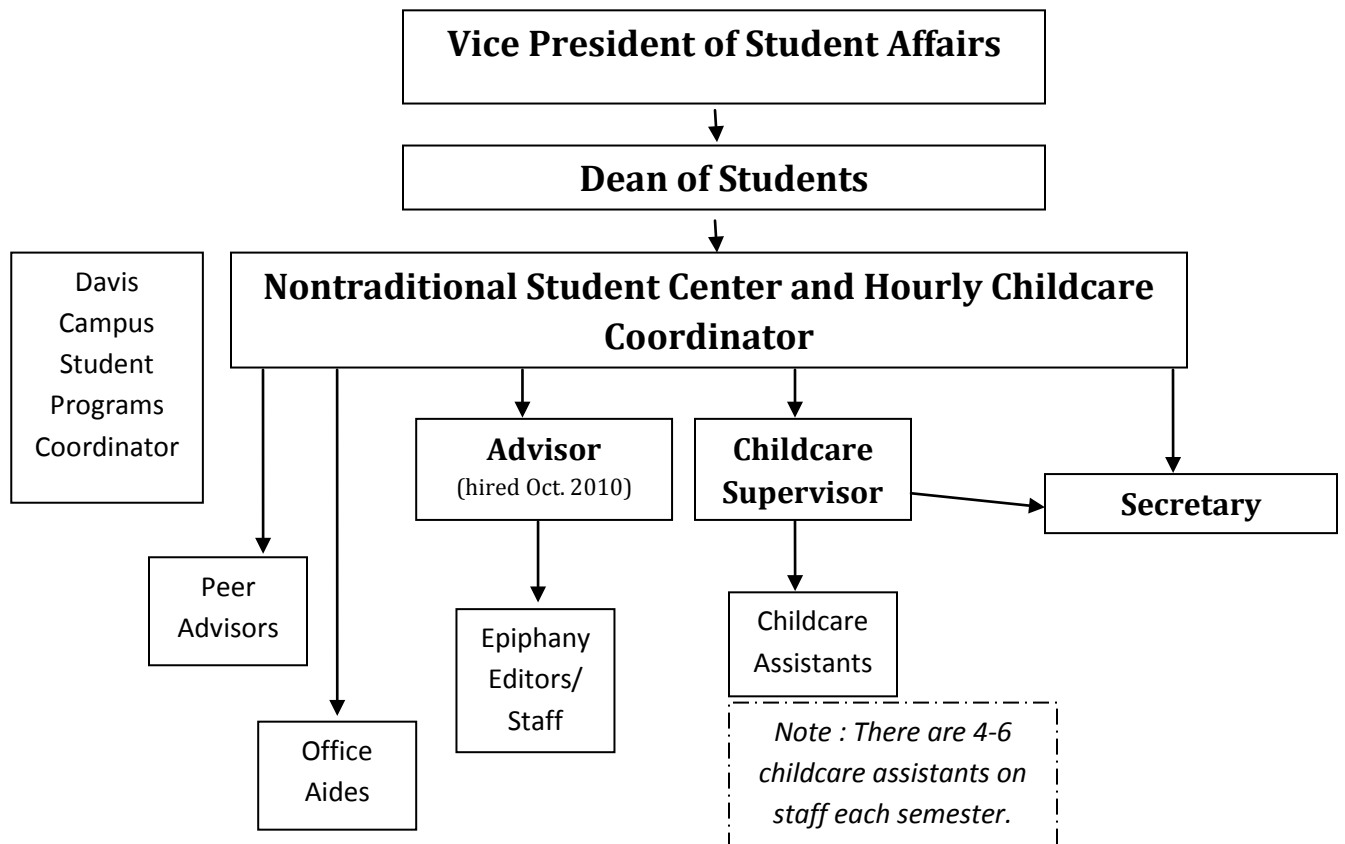 Vice President of Student Affairs
Dean of Students
Davis
Campus
Student
Programs
Coordinator
Nontraditional Student Center and Hourly Childcare
Coordinator
Advisor
(hired Oct. 2010)
Childcare
Supervisor
Secretary
Peer
Advisors
Epiphany
Editors/
Staff
Childcare
Assistants
Office
Aides
Note : There are 4-6
childcare assistants on
staff each semester.